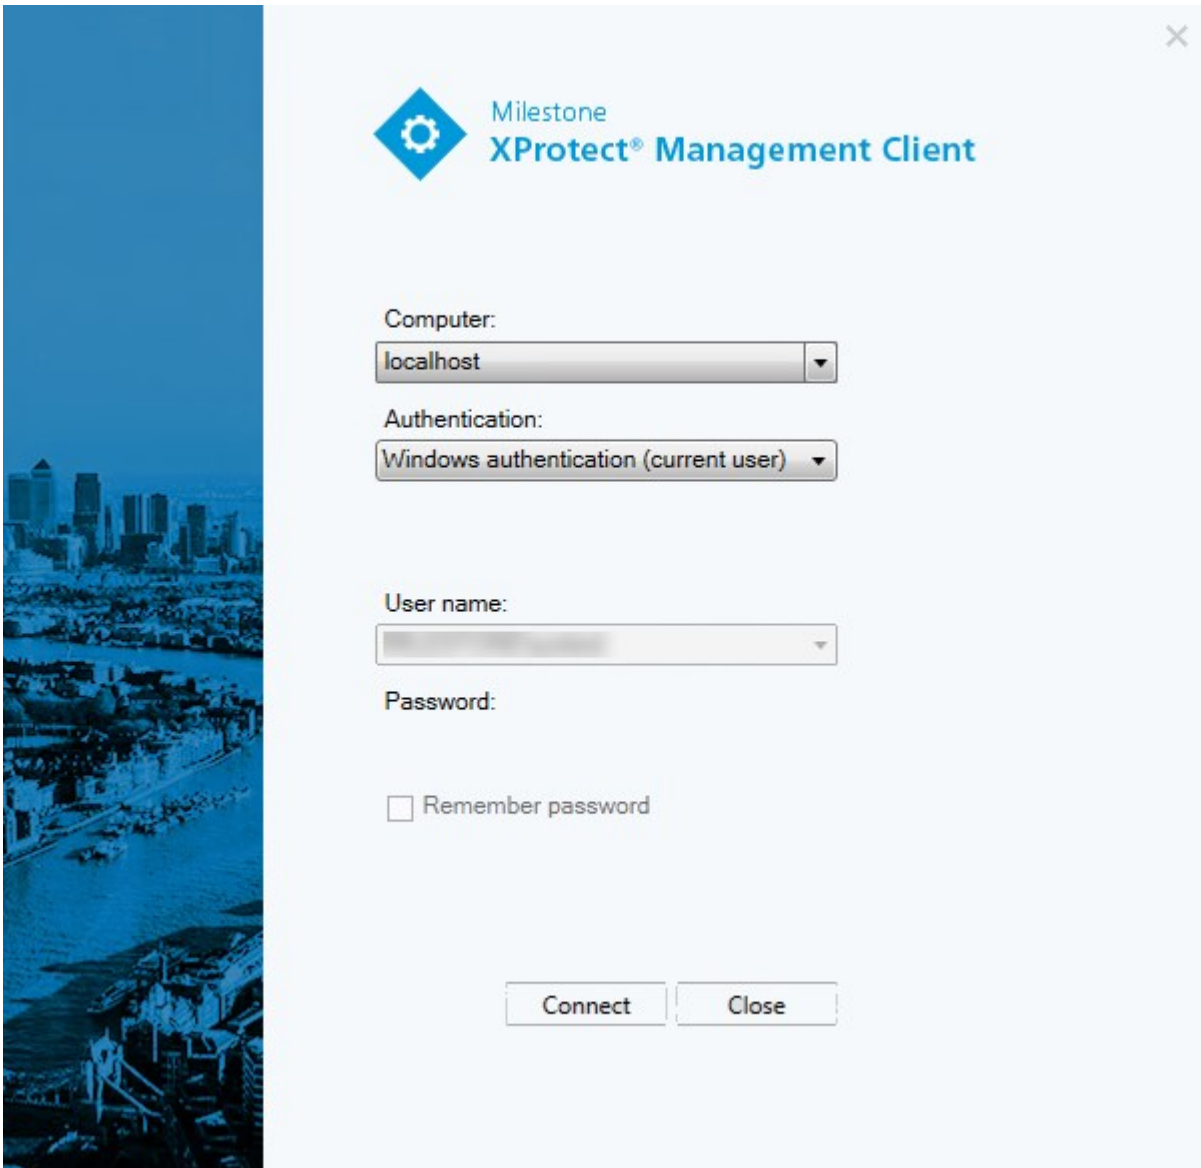 Milestone
XProtect® Management Client
Computer:
localhost
Authentication:
Windows authentication (current user)
User name:
Password:
Remember password
Connect
Close